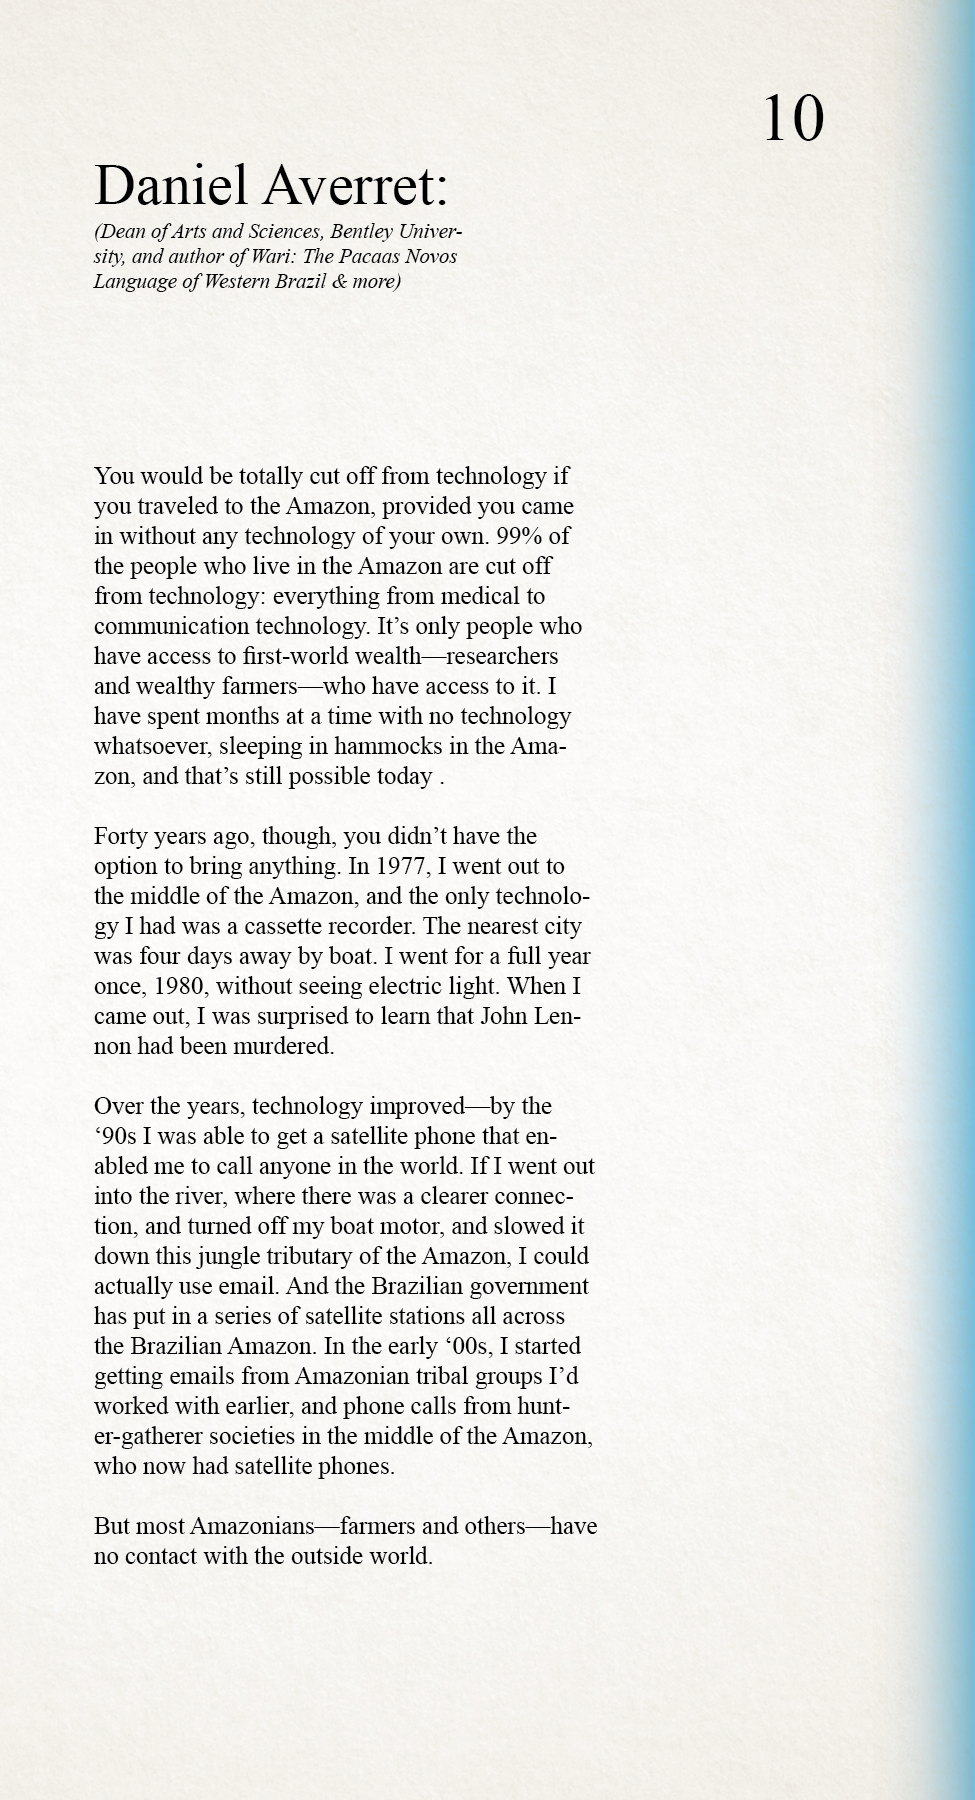 10
Daniel Averret:
(Dean of Arts and Sciences, Bentley Univer-
sity, and author of Wari: The Pacaas Novos
Language of Western Brazil & more)
You would be totally cut off from technology if
you traveled to the Amazon, provided you came
in without any technology of your own. 99% of
the people who live in the Amazon are cut off
from technology: everything from medical to
communication technology. It’s only people who
have access to first-world wealth—researchers
and wealthy farmers—who have access to it. I
have spent months at a time with no technology
whatsoever, sleeping in hammocks in the Ama-
zon, and that’s still possible today .
Forty years ago, though, you didn’t have the
option to bring anything. In 1977, I went out to
the middle of the Amazon, and the only technolo-
gy I had was a cassette recorder. The nearest city
was four days away by boat. I went for a full year
once, 1980, without seeing electric light. When I
came out, I was surprised to learn that John Len-
non had been murdered.
Over the years, technology improved—by the
‘90s I was able to get a satellite phone that en-
abled me to call anyone in the world. If I went out
into the river, where there was a clearer connec-
tion, and turned off my boat motor, and slowed it
down this jungle tributary of the Amazon, I could
actually use email. And the Brazilian government
has put in a series of satellite stations all across
the Brazilian Amazon. In the early ‘00s, I started
getting emails from Amazonian tribal groups I’d
worked with earlier, and phone calls from hunt-
er-gatherer societies in the middle of the Amazon,
who now had satellite phones.
But most Amazonians—farmers and others—have
no contact with the outside world.